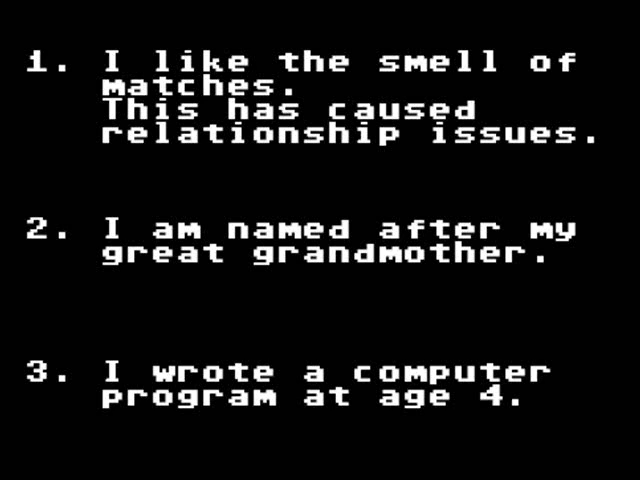 1. I like the smell of
matches.
This has caused
relationship issues.
2. I am named after my
great grandmother.
3. I wrote a computer
program at age 4.